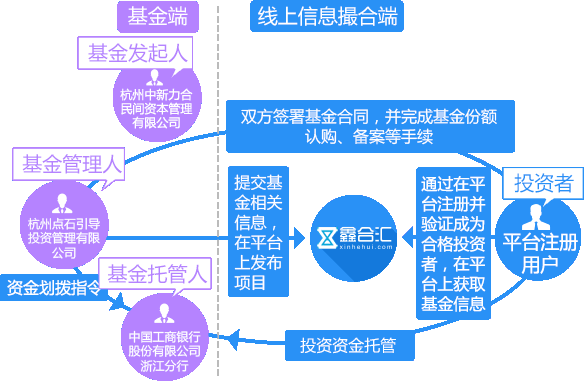 基金端
线上信息撮合端
基金发起人
杭州中新力合
民间资本管理
有限公司
双方签署基金合同，并完成基金份额
认购、备案等手续
基金管理人
杭州点石引导
投资管理有限
公司
提交基
金相关
信息，
在平台
上发布
项目
鑫合汇
xinhehui.com
通过在平
台注册并
验证成为
合格投资
者，在平
台上获取
基金信息
投资者
平台注册
用户
资金划拨指令
基金托管人
中国工商银行
股份有限公司
浙江分行
投资资金托管